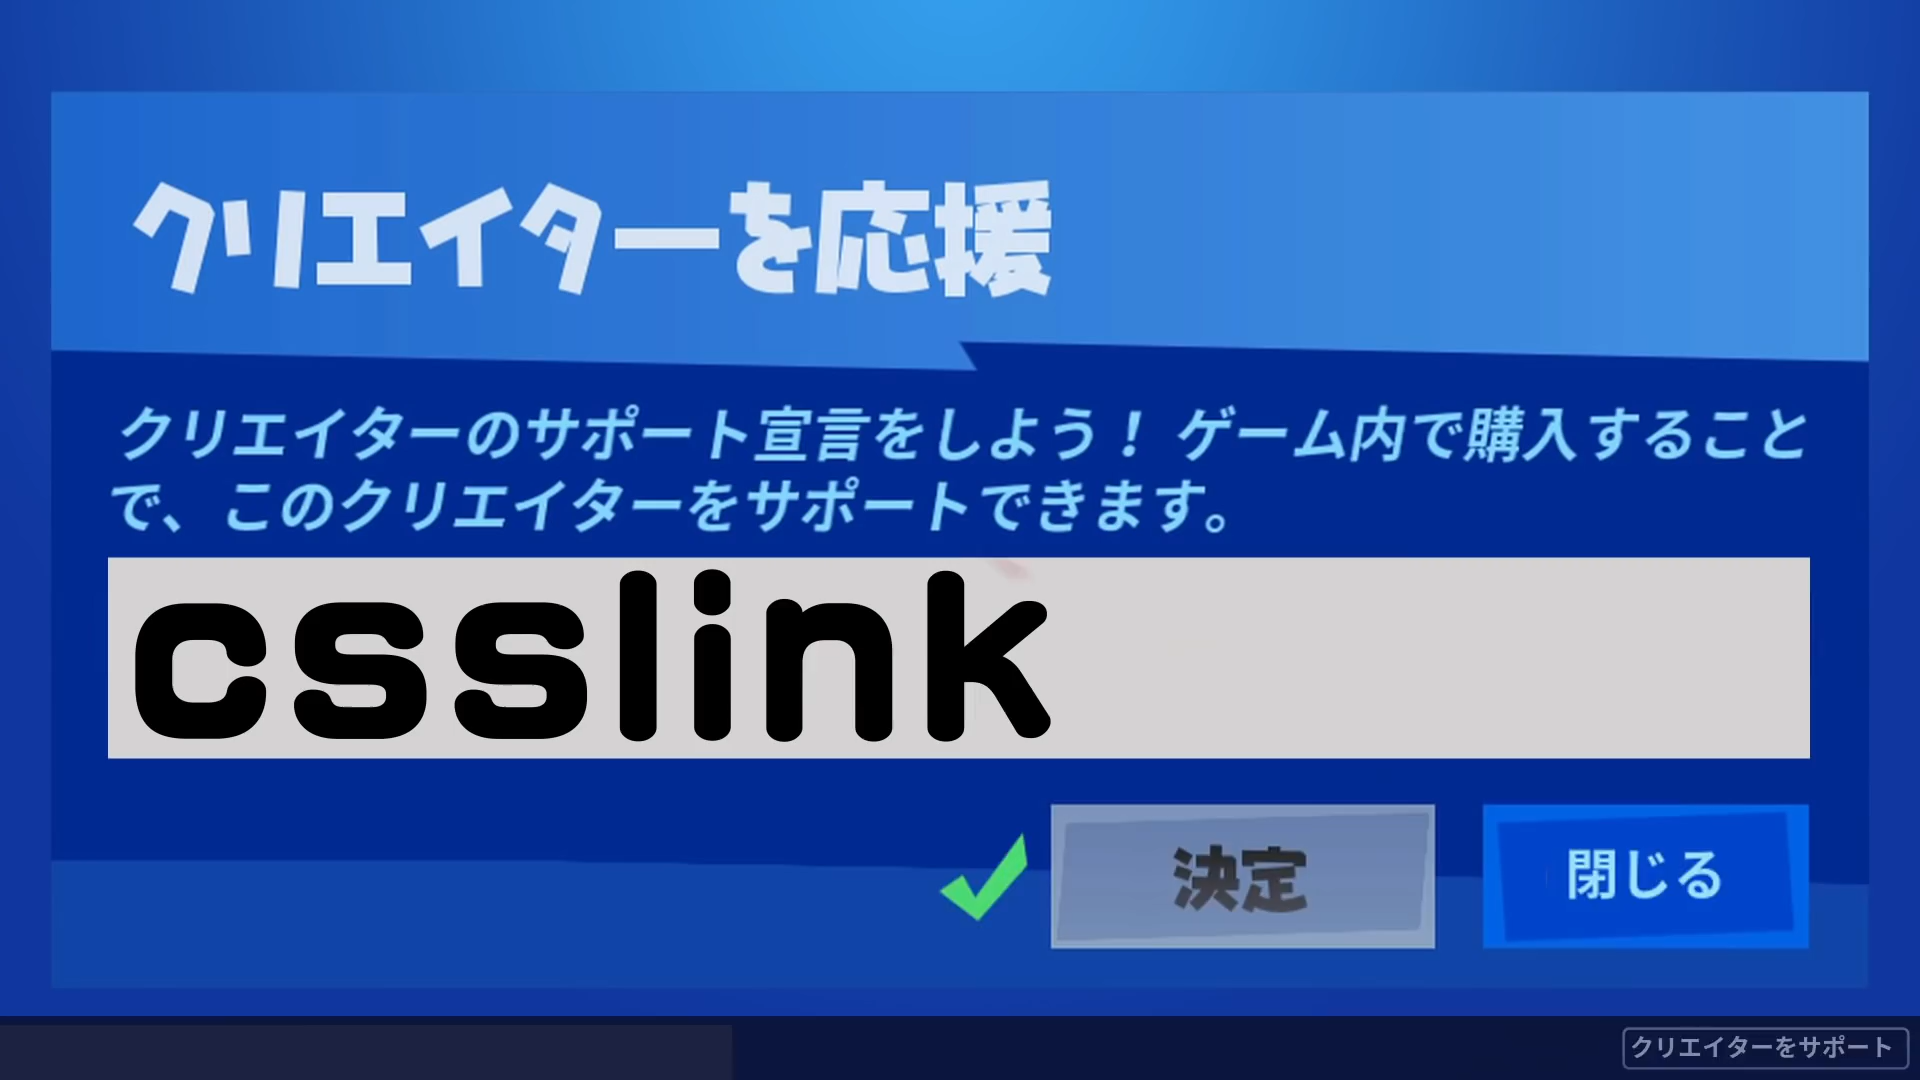 クリエイターを応援
クリエイターのサポート宣言をしよう！ ゲーム内で購入すること
で、このクリエイターをサポートできます。
csslink
決定
閉じる
クリエイターをサポート